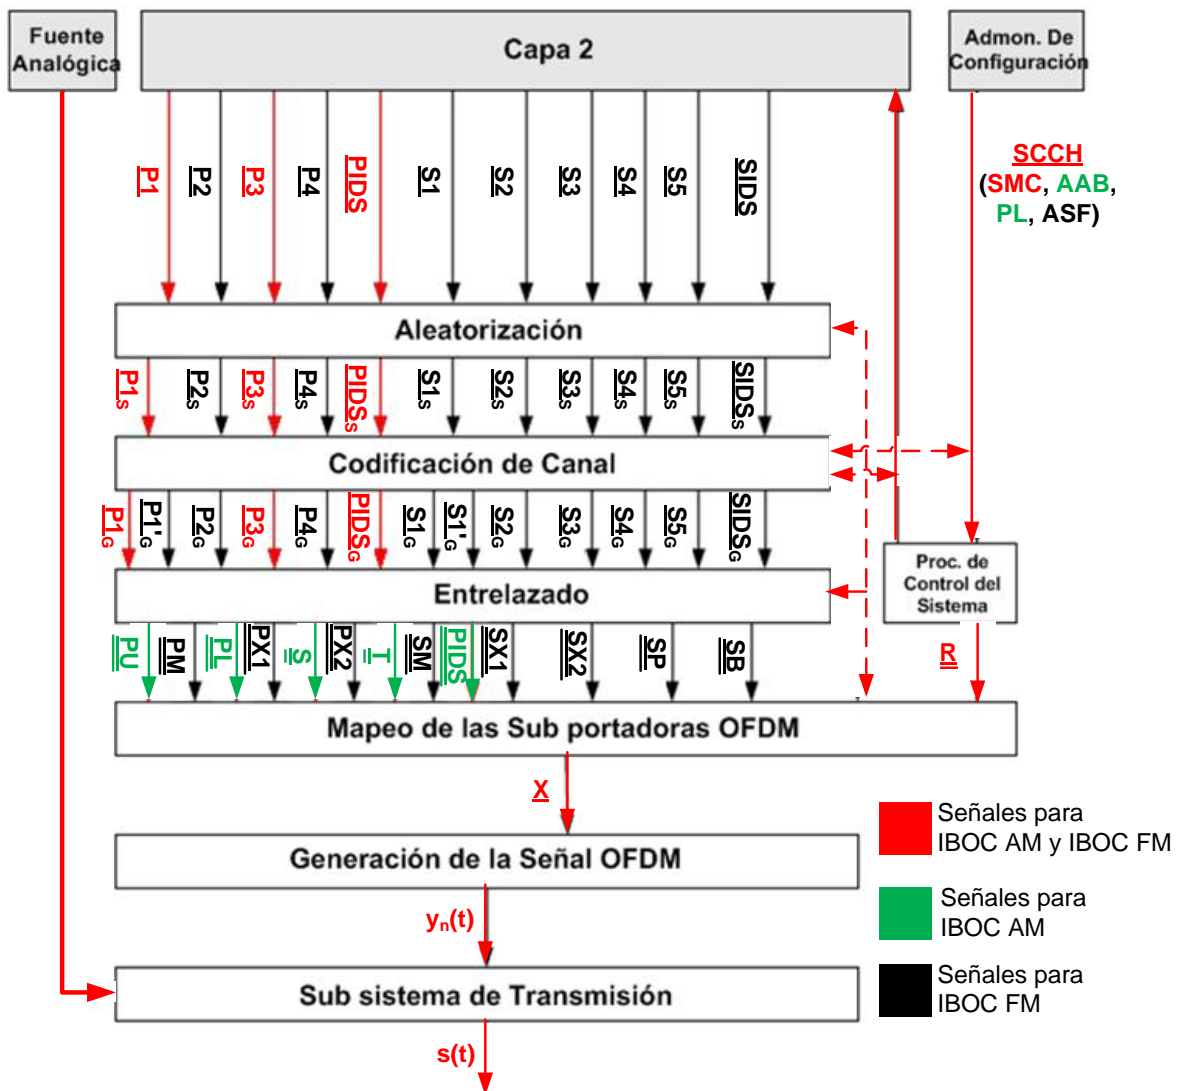 Fuente
Analógica
Capa 2
Admon. De
Configuración
SCCH
(SMC, AAB,
PL, ASF)
P1
P2
P3
P4
PIDS
S1
S2
S3
S4
S5
SIDS
Aleatorización
P1S
P2S
P3S
P4S
PIDSS
S1S
S2S
S3S
S4S
S5S
SIDSS
Codificación de Canal
P1G
P1'G
P2G
P3G
P4G
PIDSG
S1G
S1'G
S2G
S3G
S4G
S5G
SIDSG
Proc. de
Control del
Sistema
Entrelazado
PU
PM
PL
PX1
S
PX2
T
SM
PIDS
SX1
SX2
SP
SB
R
Mapeo de las Sub portadoras OFDM
X
Generación de la Señal OFDM
yn(t)
Sub sistema de Transmisión
s(t)
Señales para
IBOC AM y IBOC FM
Señales para
IBOC AM
Señales para
IBOC FM